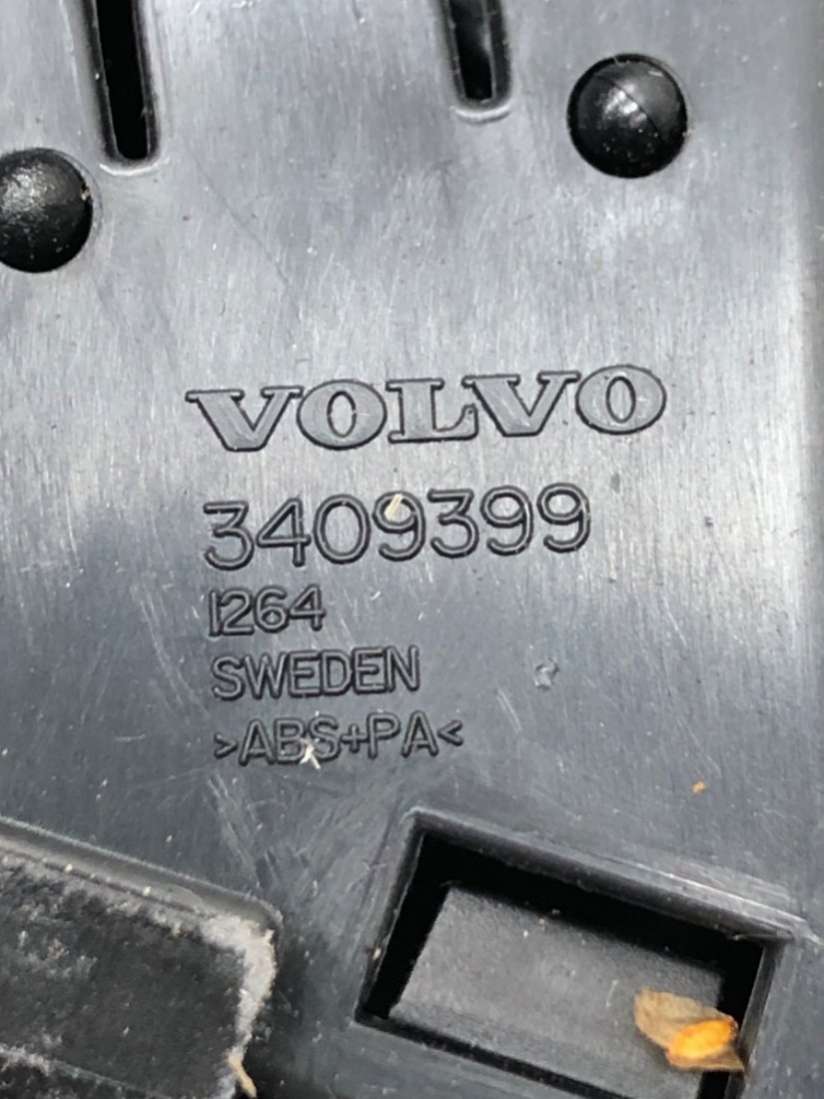 VOLVO
3409399
1264
SWEDEN
>ABS+PA<